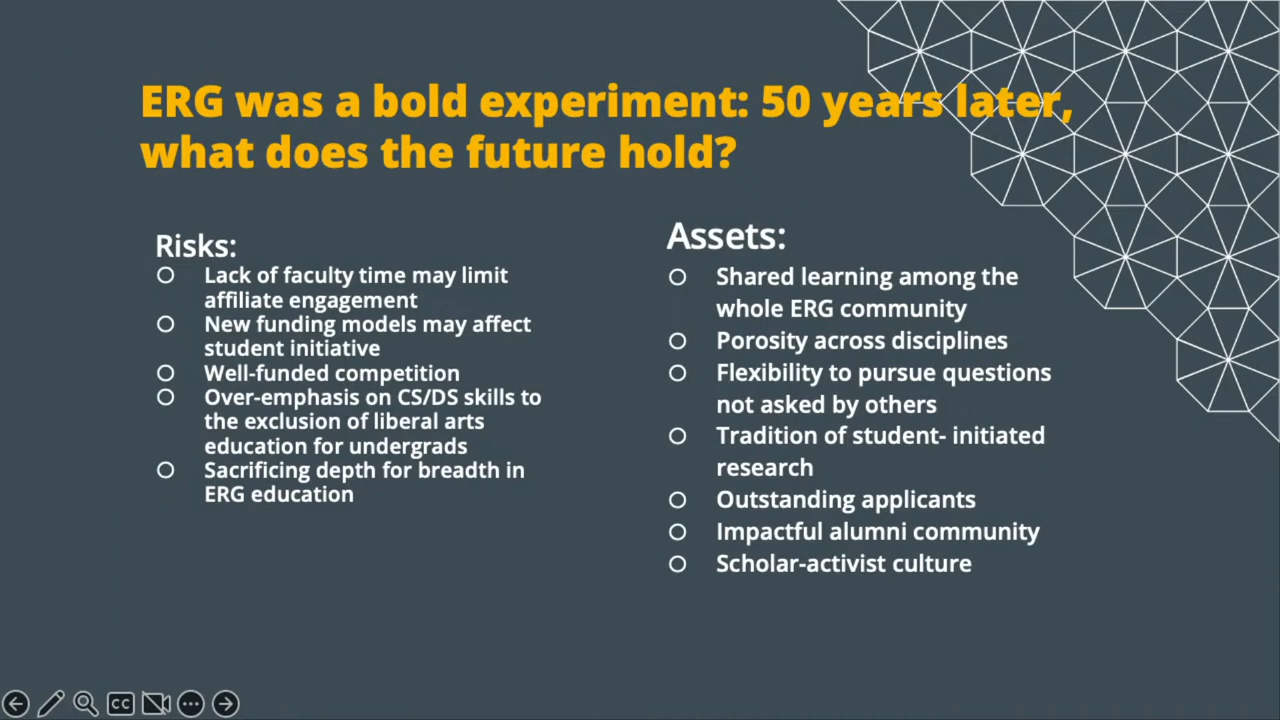 ERG was a bold experiment: 50 years later,
what does the future hold?
Risks:
Lack of faculty time may limit
affiliate engagement
New funding models may affect
student initiative
Well-funded competition
Over-emphasis on CS/DS skills to
the exclusion of liberal arts
education for undergrads
Sacrificing depth for breadth in
ERG education
Assets:
Shared learning among the
whole ERG community
Porosity across disciplines
Flexibility to pursue questions
not asked by others
Tradition of student- initiated
research
Outstanding applicants
Impactful alumni community
Scholar-activist culture
CC